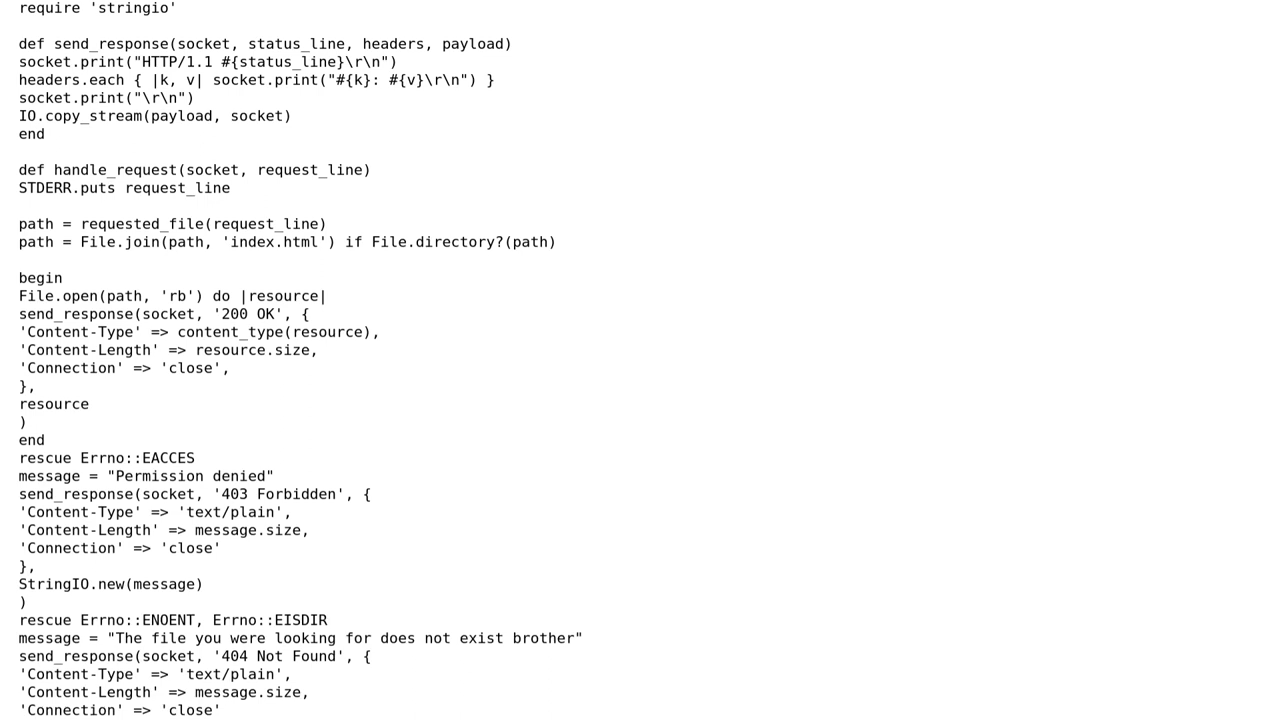 require 'stringio'

def send_response(socket, status_line, headers, payload)
socket.print("HTTP/1.1 #{status_line}\r\n")
headers.each { |k, v| socket.print("#{k}: #{v}\r\n") }
socket.print("\r\n")
IO.copy_stream(payload, socket)
end

def handle_request(socket, request_line)
STDERR.puts request_line

path = requested_file(request_line)
path = File.join(path, 'index.html') if File.directory?(path)

begin
File.open(path, 'rb') do |resource|
send_response(socket, '200 OK', {
'Content-Type' => content_type(resource),
'Content-Length' => resource.size,
'Connection' => 'close',
},
resource
)
end
rescue Errno::EACCES
message = "Permission denied"
send_response(socket, '403 Forbidden', {
'Content-Type' => 'text/plain',
'Content-Length' => message.size,
'Connection' => 'close'
},
StringIO.new(message)
)
rescue Errno::ENOENT, Errno::EISDIR
message = "The file you were looking for does not exist brother"
send_response(socket, '404 Not Found', {
'Content-Type' => 'text/plain',
'Content-Length' => message.size,
'Connection' => 'close'